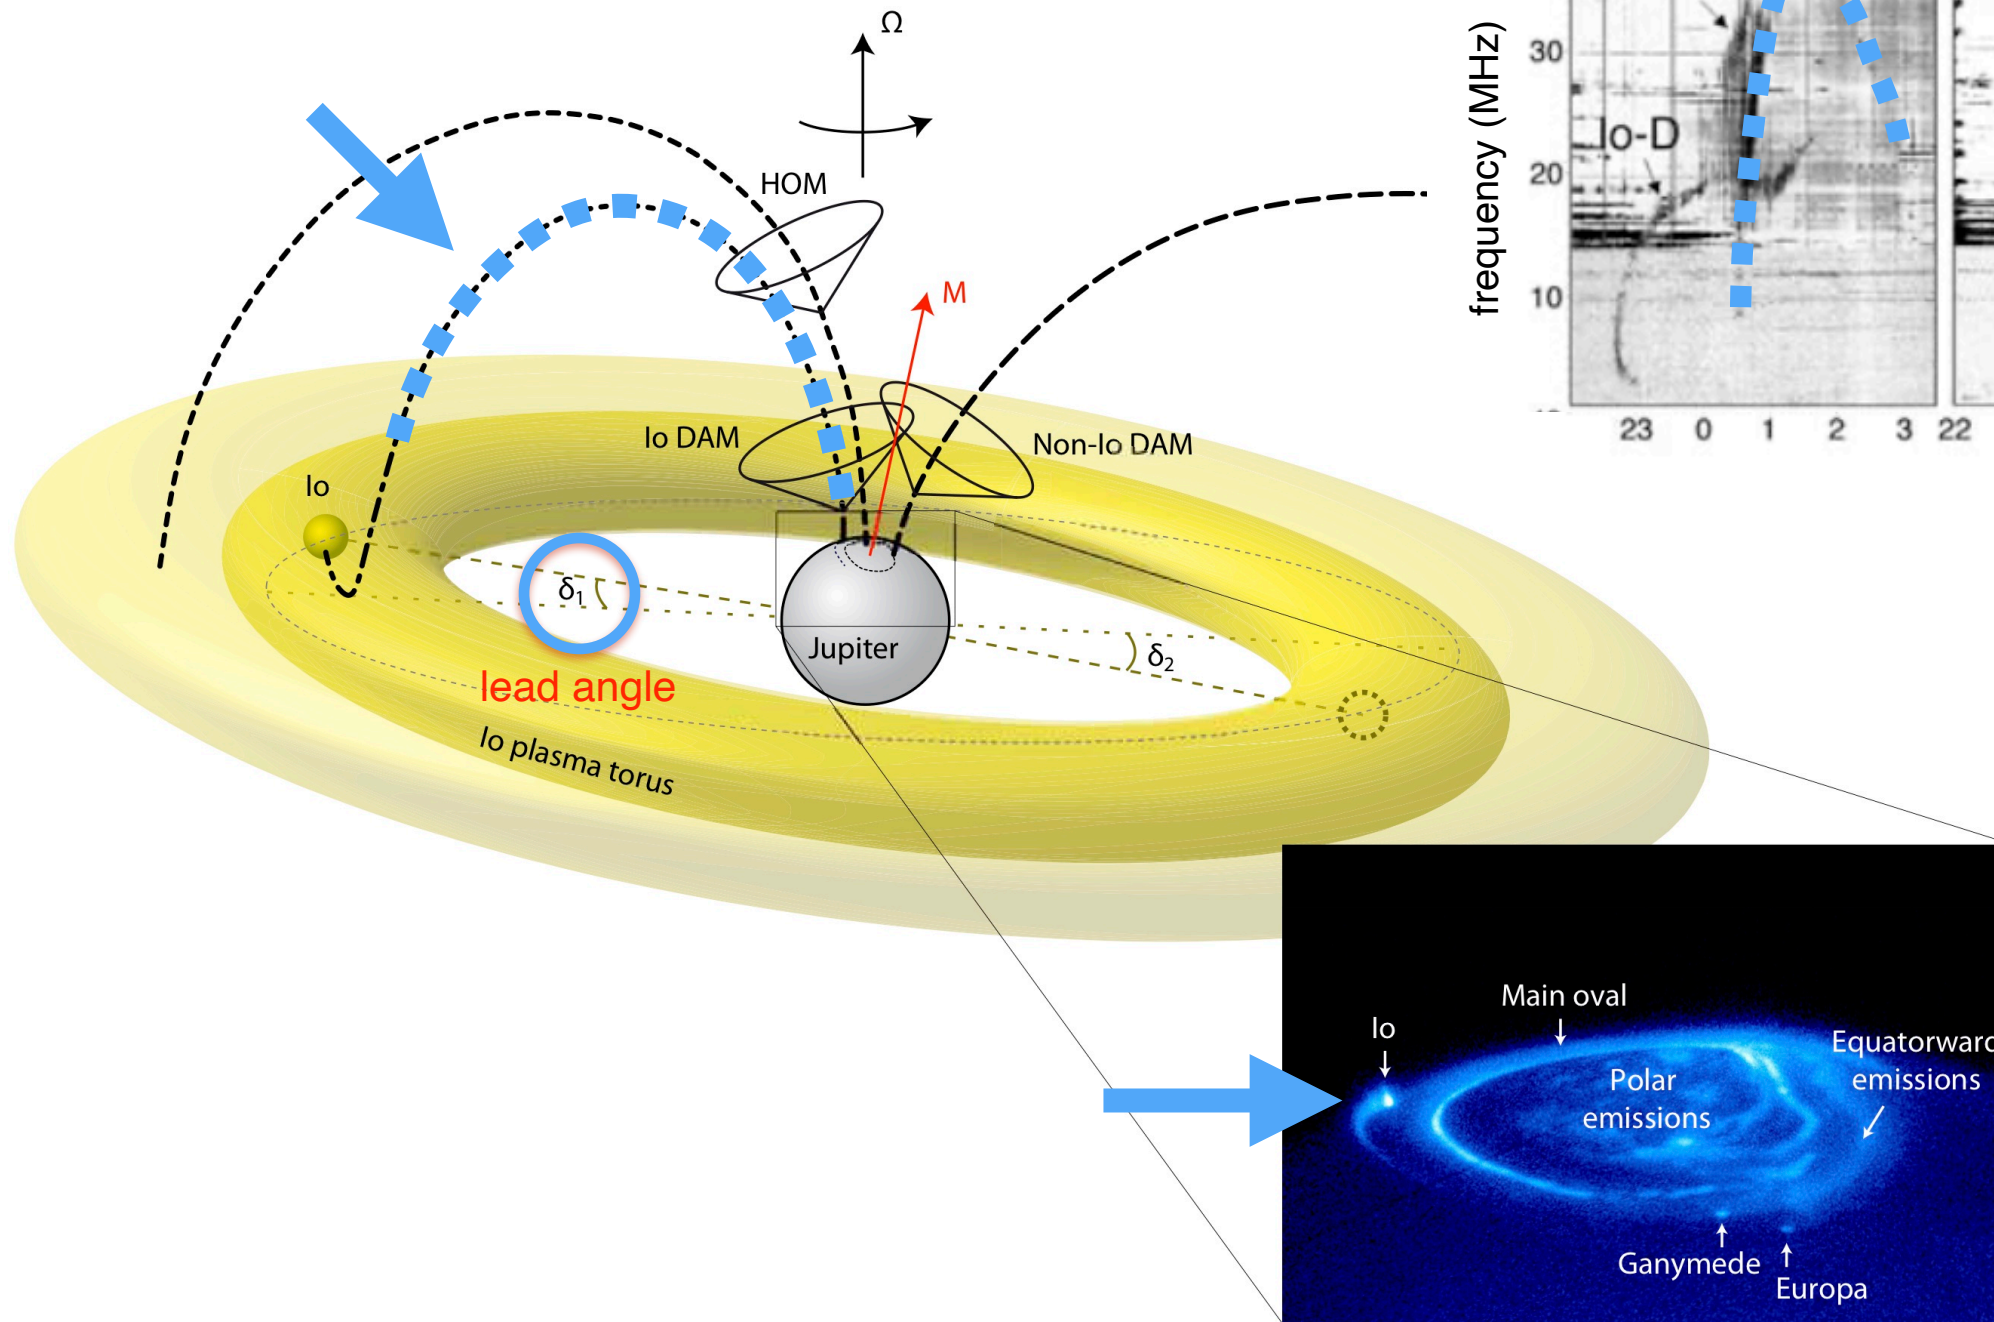 Ω
HOM
M
Io DAM
Non-Io DAM
Io
δ1
Jupiter
δ2
lead angle
Io plasma torus
frequency (MHz)
30
20
10
Io-D
23 0 1 2 3 22
Main oval
Io
Equatorward
emissions
Polar
emissions
Ganymede
Europa